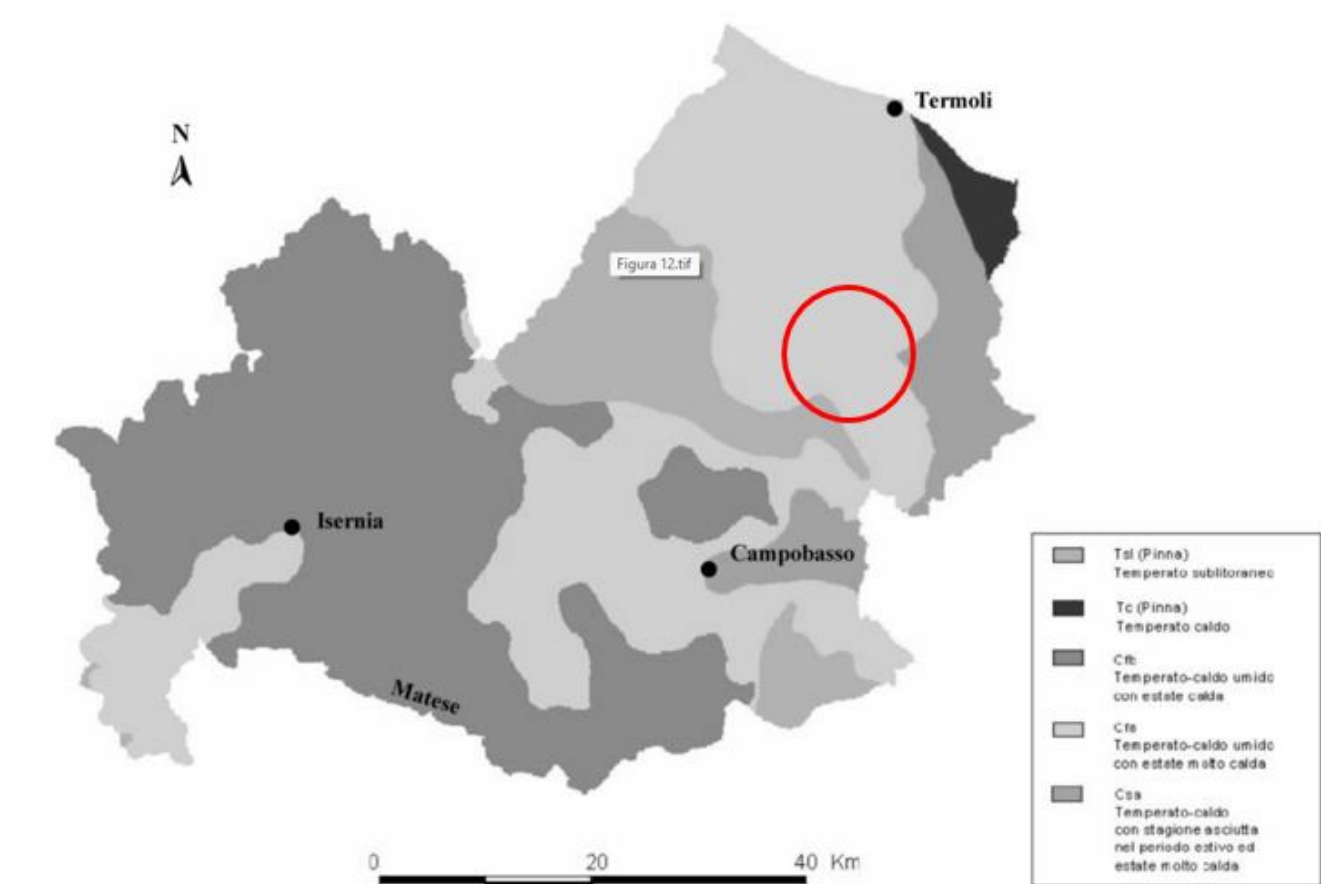 Termoli
N
Figura 12.tif
Isernia
Campobasso
Matese
Tsl (Pinna)
Temperato sublitoraneo
Tc (Pinna)
Temperato caldo
Cfb
Temperato-caldo umido
con estate calda
Cfa
Temperato-caldo umido
con estate molto calda
Csa
Temperato-caldo
con stagione asciutta
nel periodo estivo ed
estate molto calda
0 20 40 Km